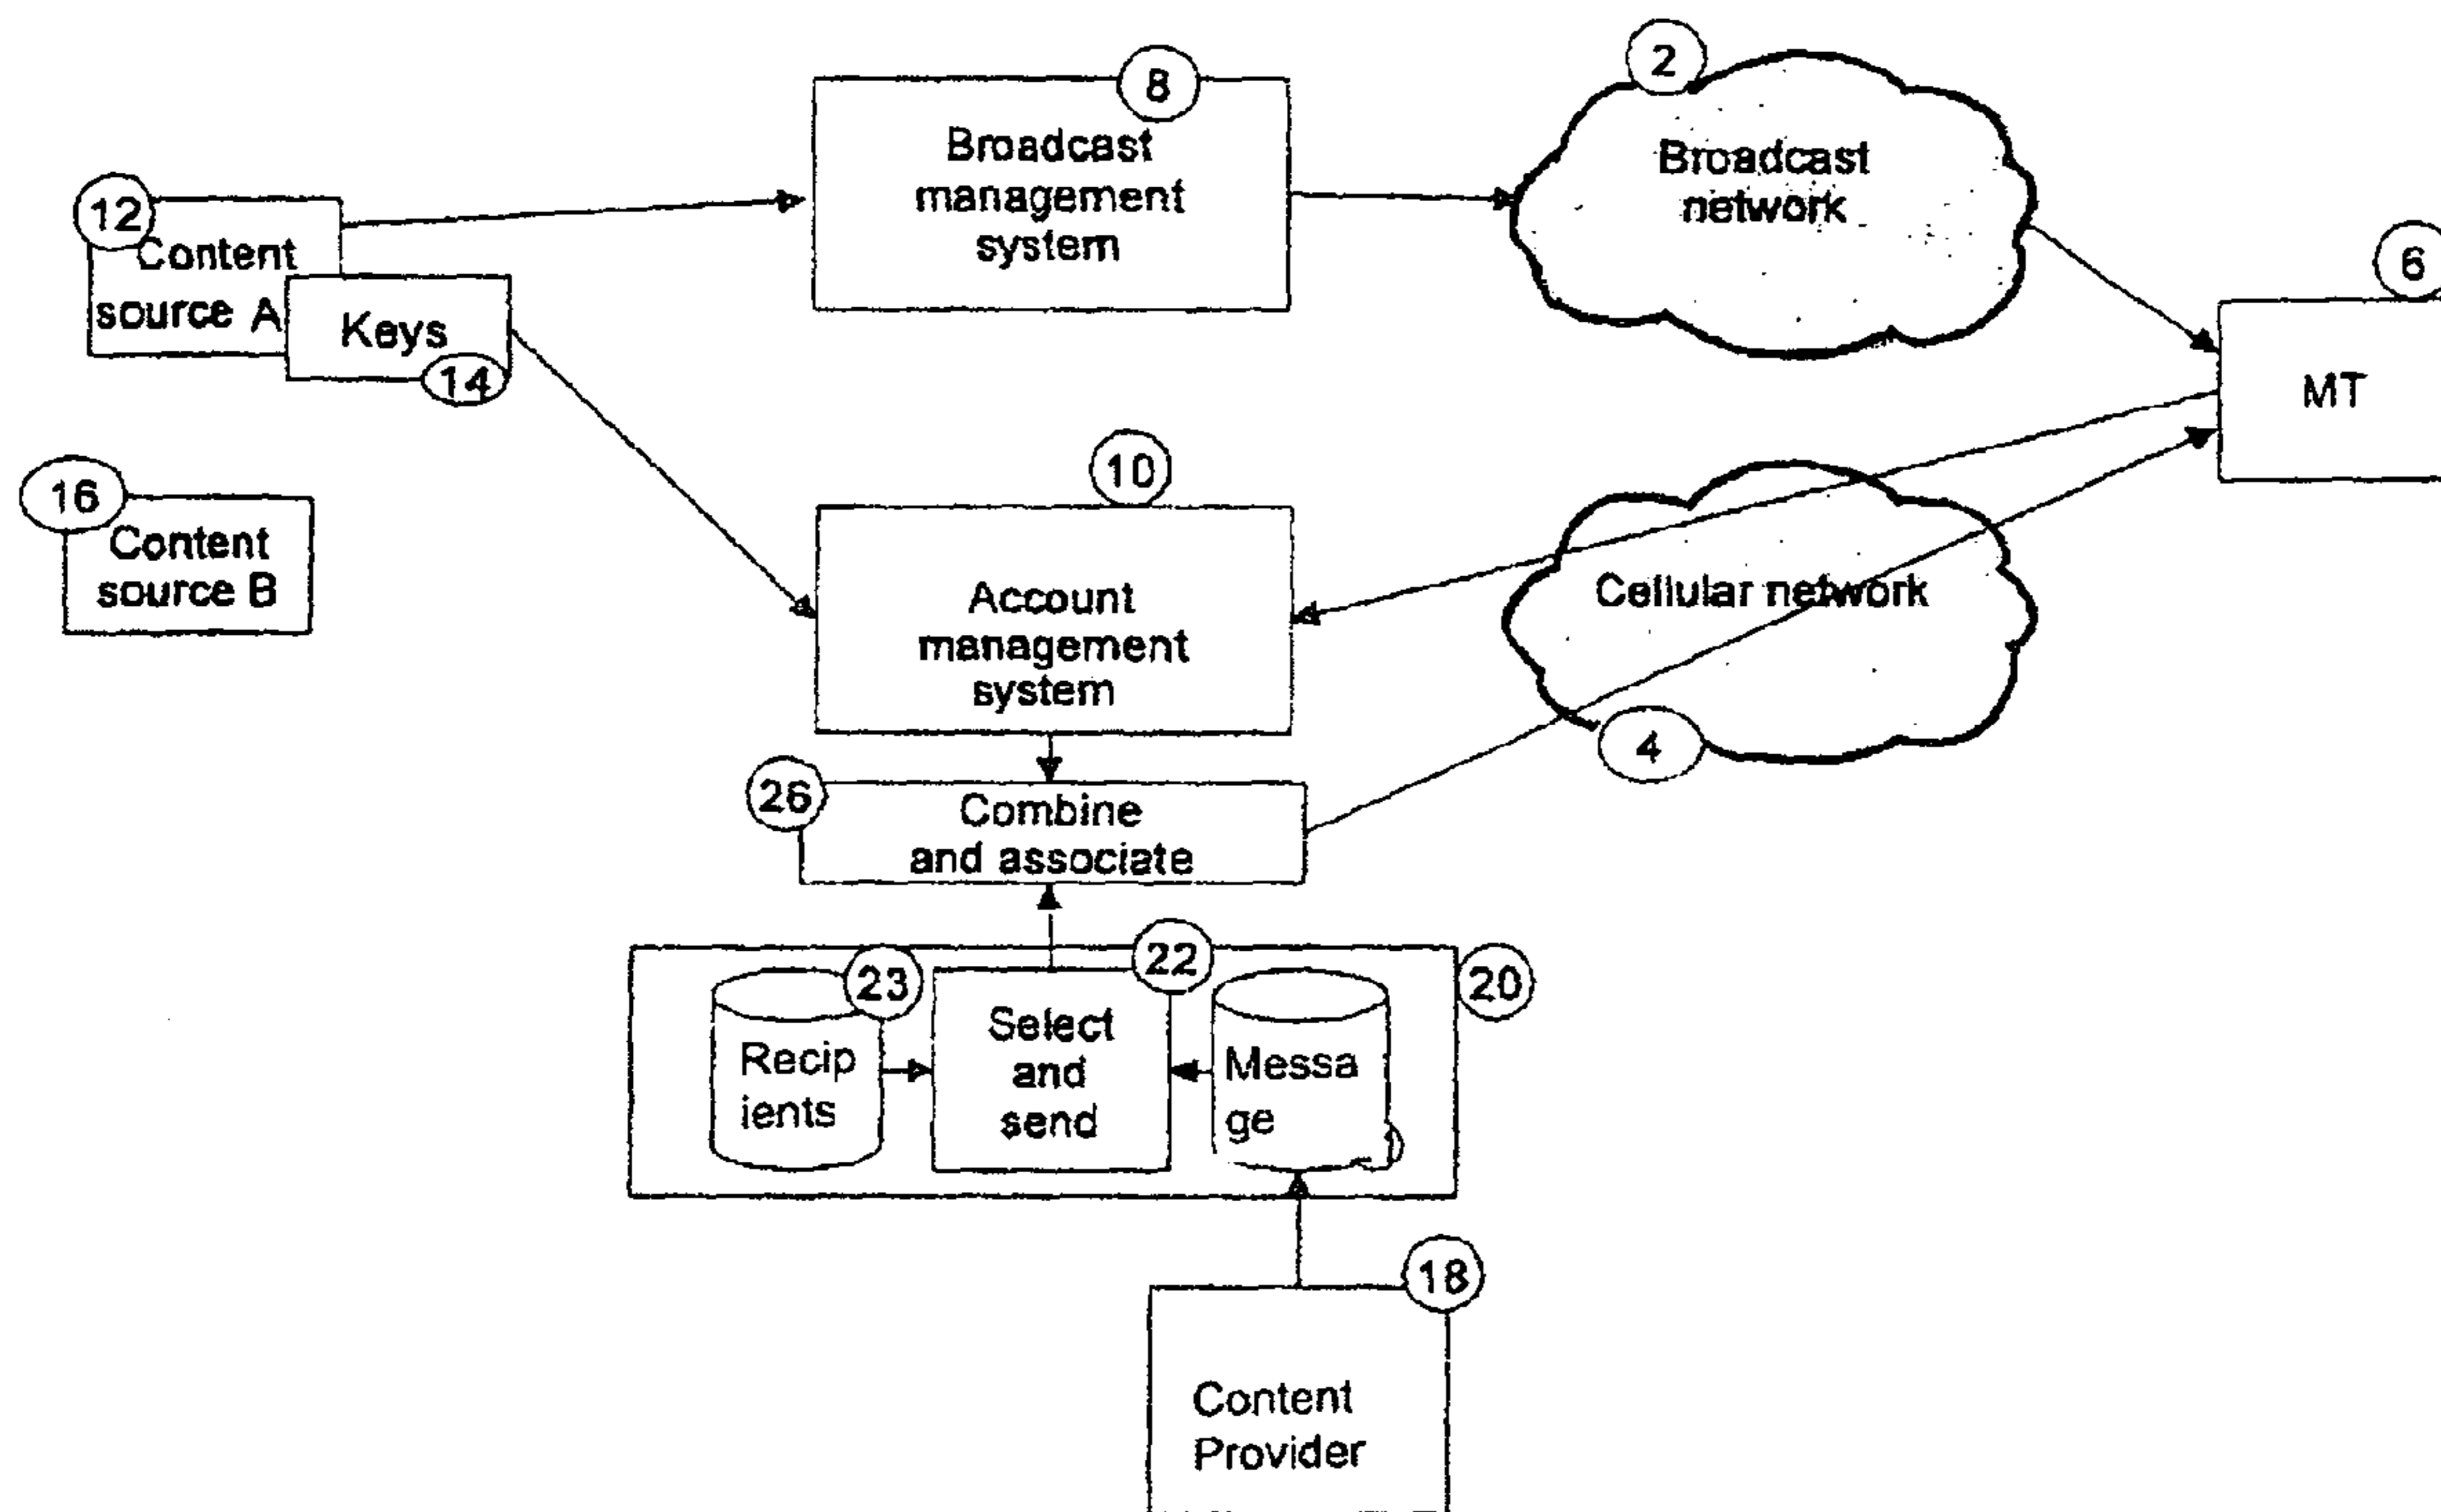 2
8
Broadcast
management
system
Broadcast
network
12
Content
source A
Keys
14
6
MT
16
Content
source B
10
Account
management
system
Cellular network
4
26
Combine
and associate
23
22
20
Recip
ients
Select
and
send
Messa
ge
18
Content
Provider